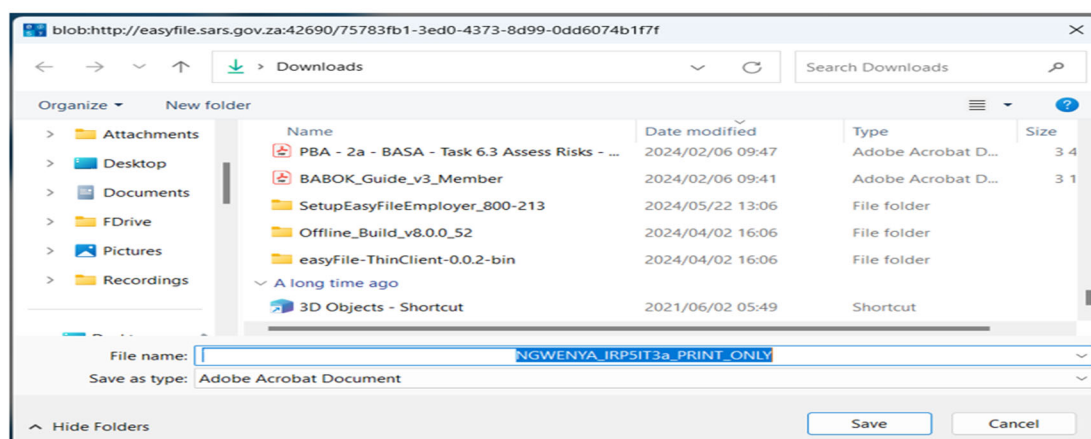 blob:http://easyfile.sars.gov.za:42690/75783fb1-3ed0-4373-8d99-0dd6074b1f7f
Downloads
Search Downloads
Organize New folder
Name Date modified Type Size
Attachments
Desktop
Documents
FDrive
Pictures
Recordings
PBA - 2a - BASA - Task 6.3 Assess Risks - ... 2024/02/06 09:47 Adobe Acrobat D... 3 4
BABOK_Guide_v3_Member 2024/02/06 09:41 Adobe Acrobat D... 3 1
SetupEasyFileEmployer_800-213 2024/05/22 13:06 File folder
Offline_Build_v8.0.0_52 2024/04/02 16:06 File folder
easyFile-ThinClient-0.0.2-bin 2024/04/02 16:06 File folder
A long time ago
3D Objects - Shortcut 2021/06/02 05:49 Shortcut
File name: NGWENYA_IRP5IT3a_PRINT_ONLY
Save as type: Adobe Acrobat Document
Hide Folders Save Cancel